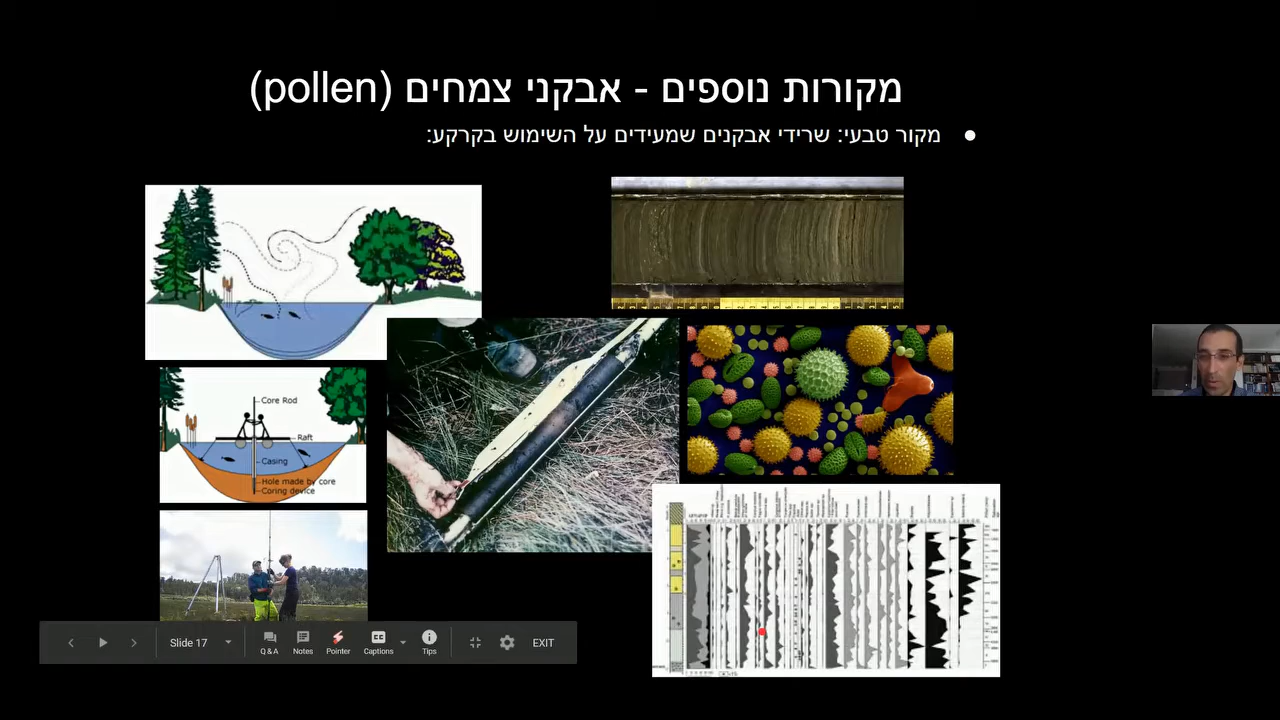 מקורות נוספים - אבקני צמחים (pollen)
● מקור טבעי: שרידי אבקנים שמעידים על השימוש בקרקע:
Core Rod
Raft
Casing
Hole made by core
Coring device
Slide 17
Q & A
Notes
Pointer
Captions
Tips
EXIT